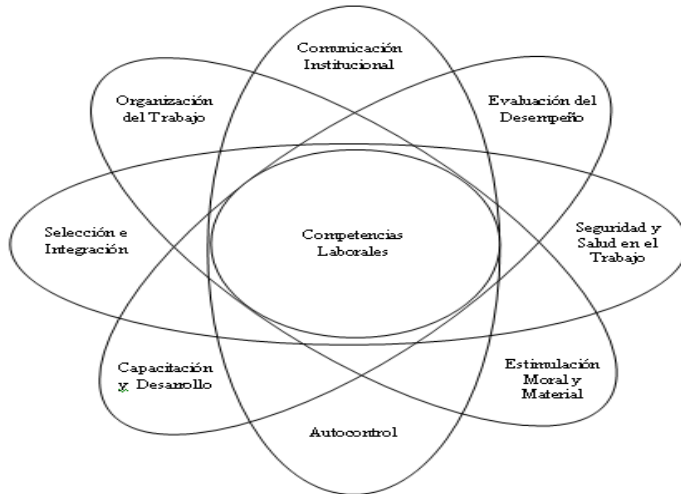 Comunicación
Institucional
Organización
del Trabajo
Evaluación del
Desempeño
Selección e
Integración
Competencias
Laborales
Seguridad y
Salud en el
Trabajo
Capacitación
y Desarrollo
Estimulación
Moral y
Material
Autocontrol